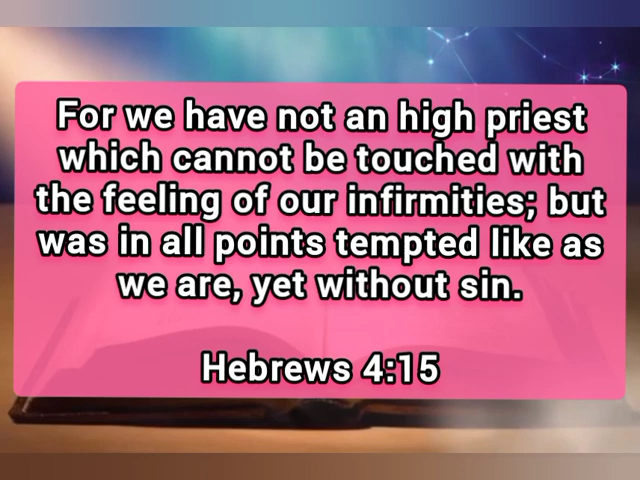 For we have not an high priest
which cannot be touched with
the feeling of our infirmities; but
was in all points tempted like as
we are, yet without sin.
Hebrews 4:15